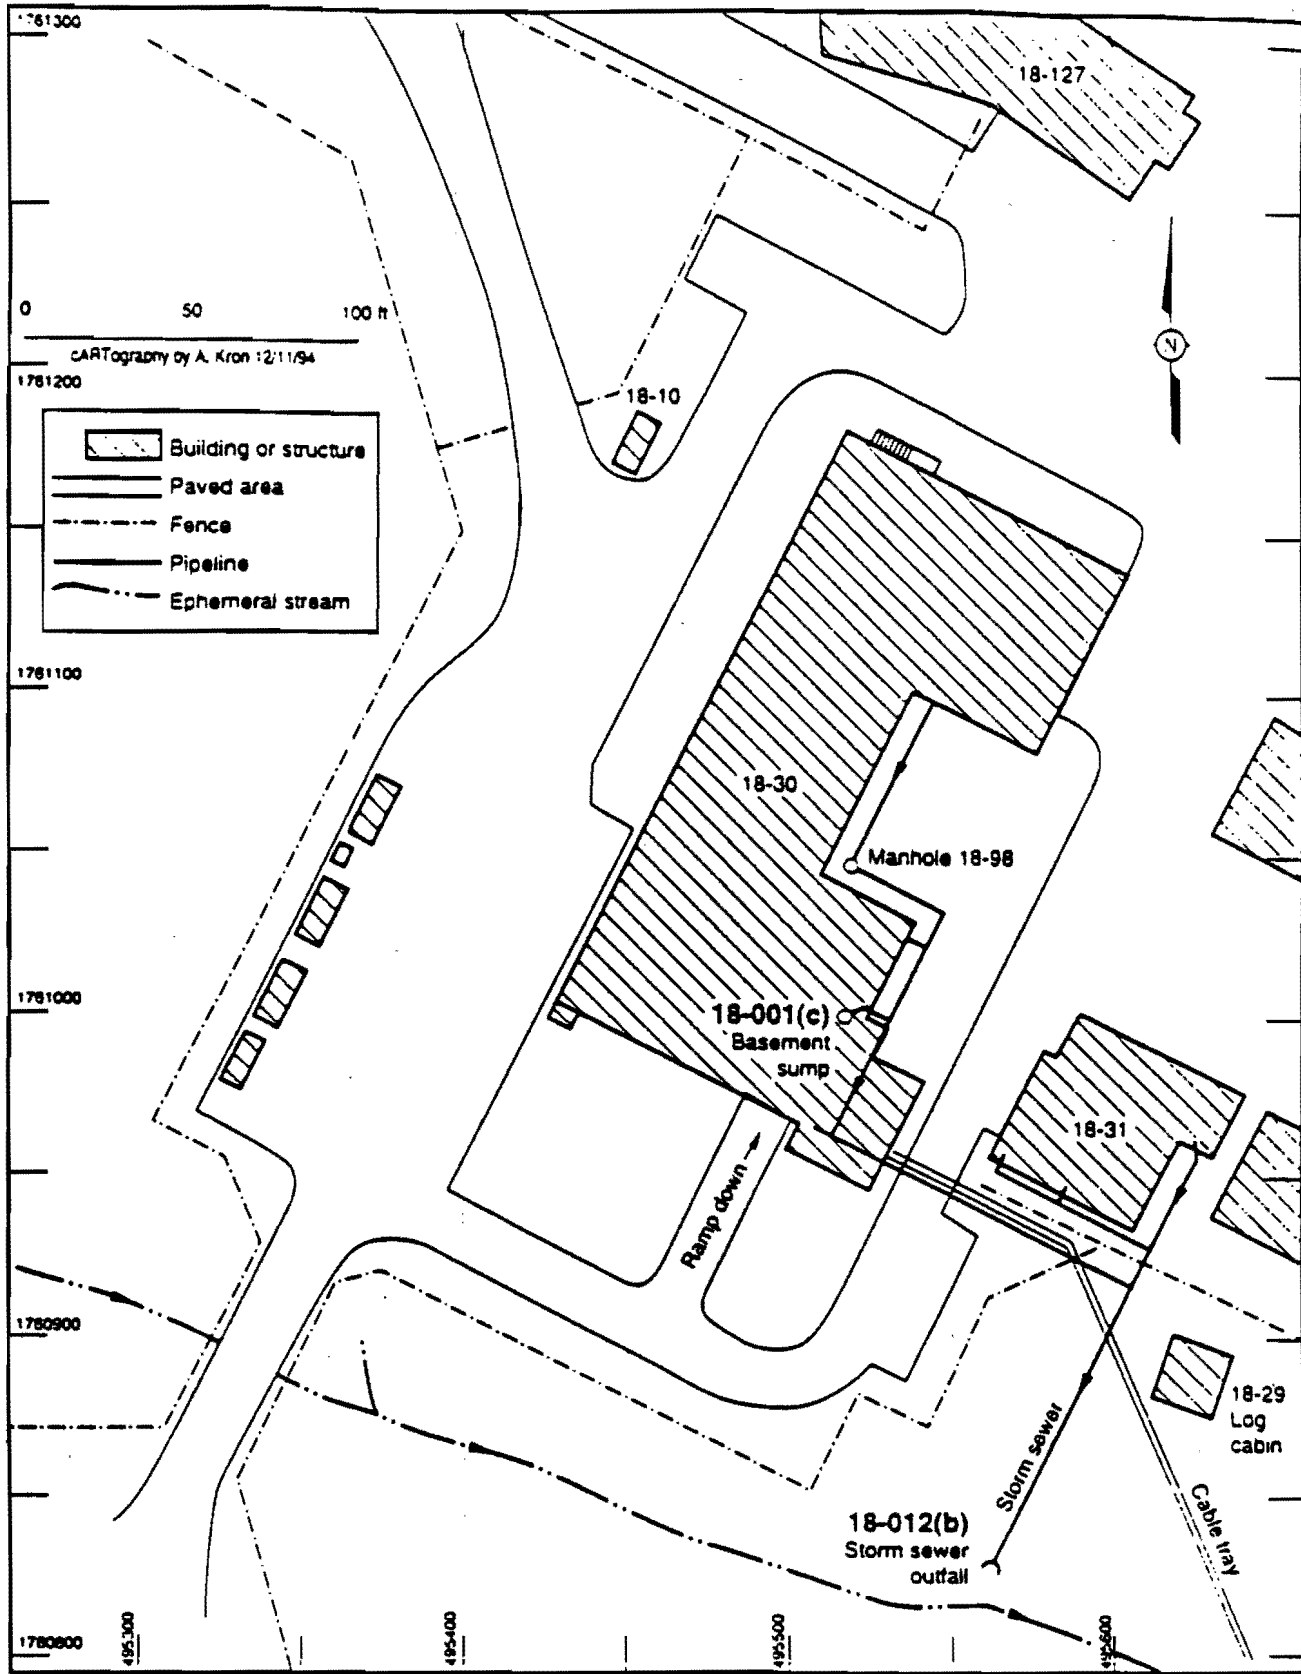 1761300
18-127
0 50 100 ft
cARTography by A. Kron 12/11/94
1761200
18-10
Building or structure
Paved area
Fence
Pipeline
Ephemeral stream
1761100
18-30
Manhole 18-98
1761000
18-001(c)
Basement
sump
18-31
Ramp down
1760900
18-29
Log
cabin
Storm sewer
Cable tray
18-012(b)
Storm sewer
outfall
1760800
495300
495400
495500
495600
N